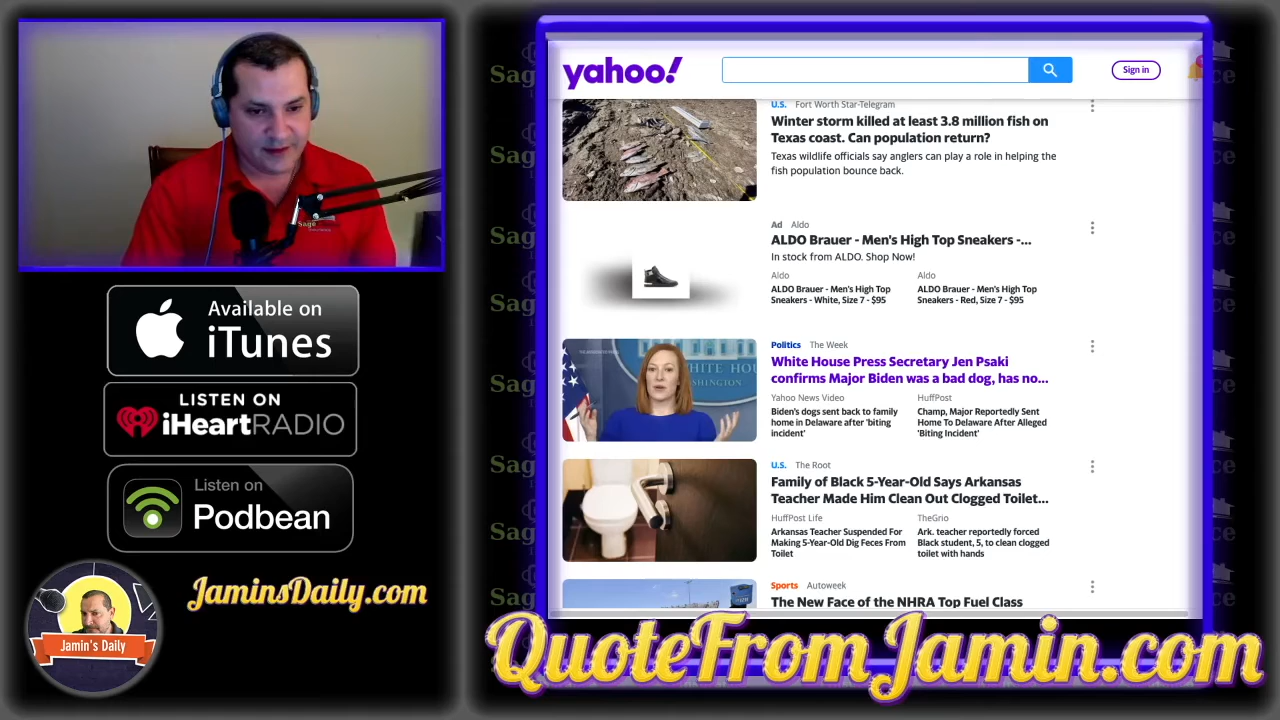 Sage
Available on
iTunes
LISTEN ON
iHeartRADIO
Listen on
Podbean
Jamin's Daily
JaminsDaily.com
yahoo!
Sign in
U.S. Fort Worth Star-Telegram
Winter storm killed at least 3.8 million fish on
Texas coast. Can population return?
Texas wildlife officials say anglers can play a role in helping the
fish population bounce back.
Ad Aldo
ALDO Brauer - Men's High Top Sneakers -...
In stock from ALDO. Shop Now!
Aldo
ALDO Brauer - Men's High Top
Sneakers - White, Size 7 - $95
Aldo
ALDO Brauer - Men's High Top
Sneakers - Red, Size 7 - $95
Politics The Week
White House Press Secretary Jen Psaki
confirms Major Biden was a bad dog, has no...
Yahoo News Video
Biden's dogs sent back to family
home in Delaware after 'biting
incident'
HuffPost
Champ, Major Reportedly Sent
Home To Delaware After Alleged
'Biting Incident'
U.S. The Root
Family of Black 5-Year-Old Says Arkansas
Teacher Made Him Clean Out Clogged Toilet...
HuffPost Life
Arkansas Teacher Suspended For
Making 5-Year-Old Dig Feces From
Toilet
TheGrio
Ark. teacher reportedly forced
Black student, 5, to clean clogged
toilet with hands
Sports Autoweek
The New Face of the NHRA Top Fuel Class
QuoteFromJamin.com